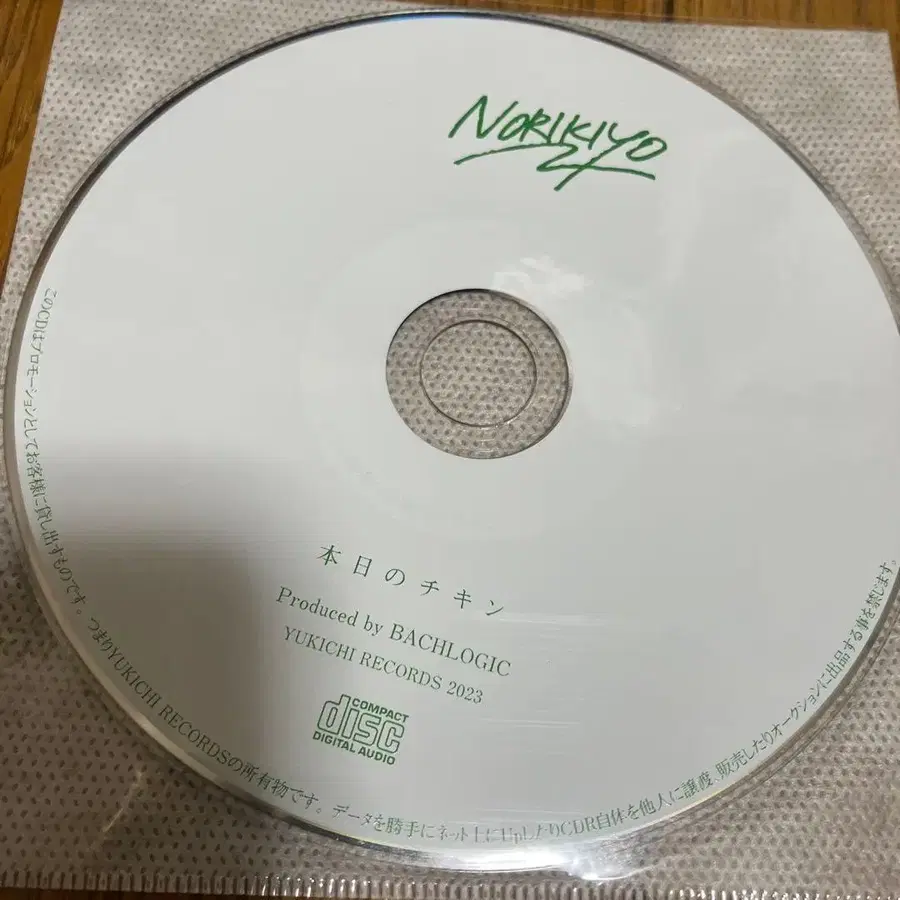 NORIKIYO
本日のチキン
Produced by BACHLOGIC
YUKICHI RECORDS 2023
COMPACT
disc
DIGITAL AUDIO
このCDはプロモーションとしてお客様に貸し出すものです。つまりYUKICHI RECORDSの所有物です。データを勝手にネット上にUpしたりCDR自体を他人に譲渡、販売したりオークションに出品する事を禁じます。